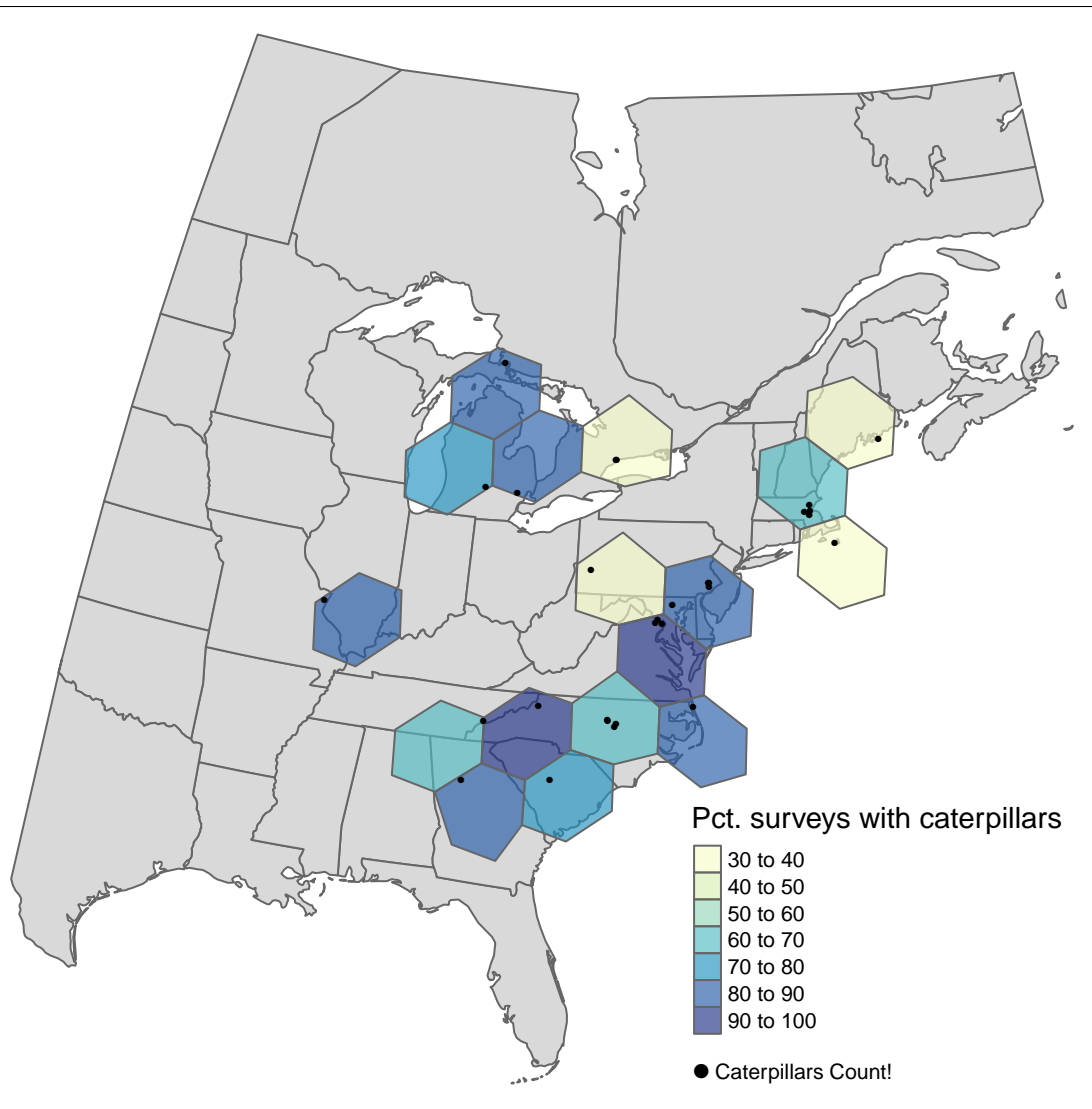 Pct. surveys with caterpillars
30 to 40
40 to 50
50 to 60
60 to 70
70 to 80
80 to 90
90 to 100
Caterpillars Count!